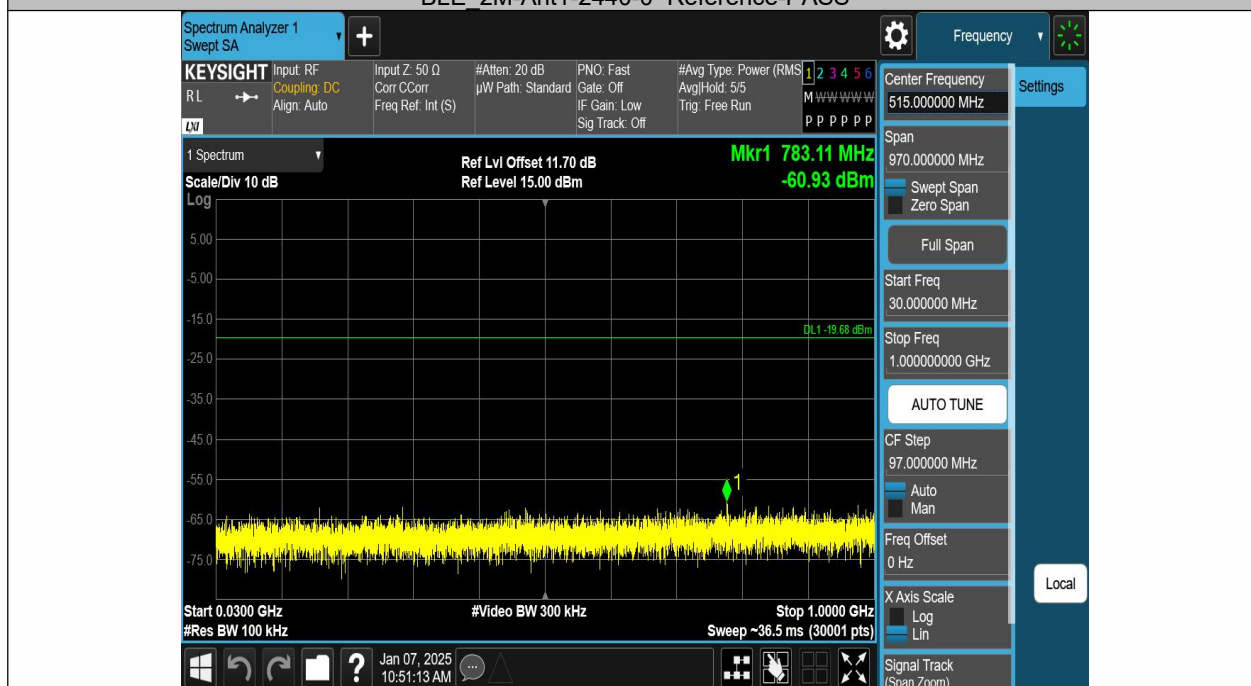 Spectrum Analyzer 1
Swept SA
+
Frequency
KEYSIGHT
RL
LXI
Input: RF
Coupling: DC
Align: Auto
Input Z: 50 Ω
Corr CCorr
Freq Ref: Int (S)
#Atten: 20 dB
µW Path: Standard
PNO: Fast
Gate: Off
IF Gain: Low
Sig Track: Off
#Avg Type: Power (RMS
Avg|Hold: 5/5
Trig: Free Run
1 2 3 4 5 6
M W W W W W
P P P P P P
1 Spectrum
Scale/Div 10 dB
Log
Ref Lvl Offset 11.70 dB
Ref Level 15.00 dBm
Mkr1 783.11 MHz
-60.93 dBm
5.00
-5.00
-15.0
DL1 -19.68 dBm
-25.0
-35.0
-45.0
-55.0
1
-65.0
-75.0
Start 0.0300 GHz
#Res BW 100 kHz
#Video BW 300 kHz
Stop 1.0000 GHz
Sweep ~36.5 ms (30001 pts)
?
Jan 07, 2025
10:51:13 AM
Center Frequency
515.000000 MHz
Settings
Span
970.000000 MHz
Swept Span
Zero Span
Full Span
Start Freq
30.000000 MHz
Stop Freq
1.000000000 GHz
AUTO TUNE
CF Step
97.000000 MHz
Auto
Man
Freq Offset
0 Hz
Local
X Axis Scale
Log
Lin
Signal Track
(Span Zoom)